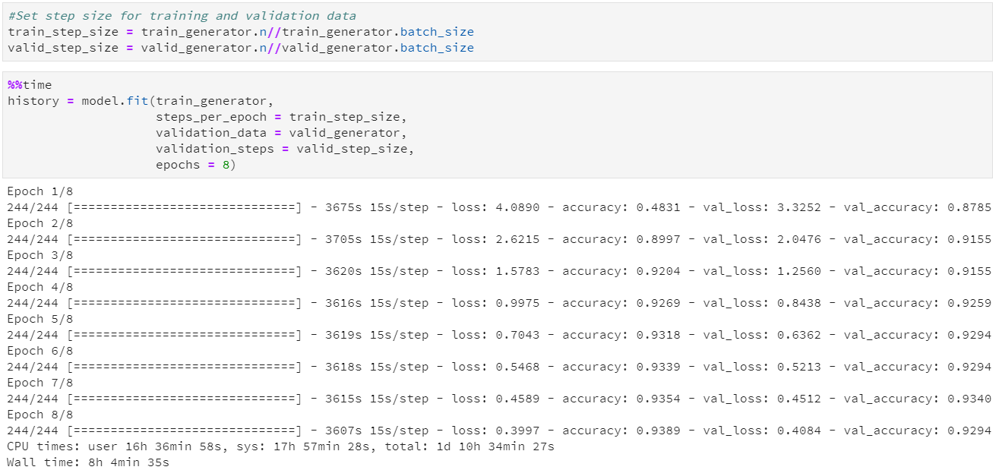 #Set step size for training and validation data
train_step_size = train_generator.n//train_generator.batch_size
valid_step_size = valid_generator.n//valid_generator.batch_size
%%time
history = model.fit(train_generator,
                    steps_per_epoch = train_step_size,
                    validation_data = valid_generator,
                    validation_steps = valid_step_size,
                    epochs = 8)
Epoch 1/8
244/244 [==============================] - 3675s 15s/step - loss: 4.0890 - accuracy: 0.4831 - val_loss: 3.3252 - val_accuracy: 0.8785
Epoch 2/8
244/244 [==============================] - 3705s 15s/step - loss: 2.6215 - accuracy: 0.8997 - val_loss: 2.0476 - val_accuracy: 0.9155
Epoch 3/8
244/244 [==============================] - 3620s 15s/step - loss: 1.5783 - accuracy: 0.9204 - val_loss: 1.2560 - val_accuracy: 0.9155
Epoch 4/8
244/244 [==============================] - 3616s 15s/step - loss: 0.9975 - accuracy: 0.9269 - val_loss: 0.8438 - val_accuracy: 0.9259
Epoch 5/8
244/244 [==============================] - 3619s 15s/step - loss: 0.7043 - accuracy: 0.9318 - val_loss: 0.6362 - val_accuracy: 0.9294
Epoch 6/8
244/244 [==============================] - 3618s 15s/step - loss: 0.5468 - accuracy: 0.9339 - val_loss: 0.5213 - val_accuracy: 0.9294
Epoch 7/8
244/244 [==============================] - 3615s 15s/step - loss: 0.4589 - accuracy: 0.9354 - val_loss: 0.4512 - val_accuracy: 0.9340
Epoch 8/8
244/244 [==============================] - 3607s 15s/step - loss: 0.3997 - accuracy: 0.9389 - val_loss: 0.4084 - val_accuracy: 0.9294
CPU times: user 16h 36min 58s, sys: 17h 57min 28s, total: 1d 10h 34min 27s
Wall time: 8h 4min 35s